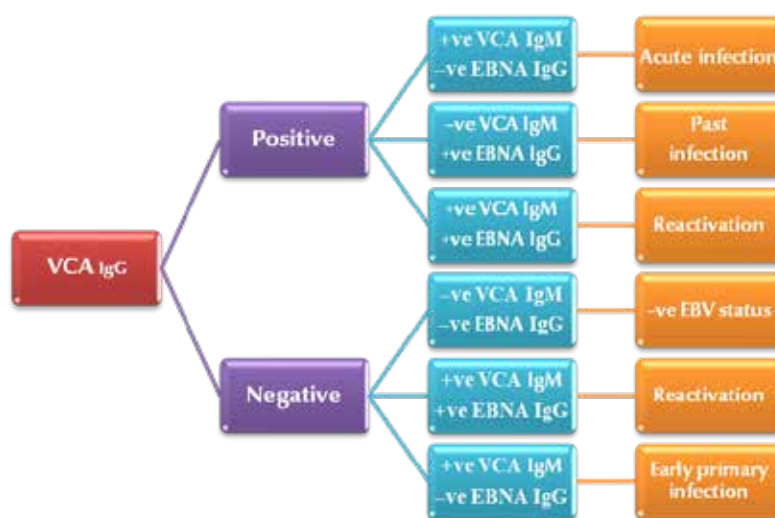 VCA IgG
Positive
+ve VCA IgM
–ve EBNA IgG
Acute infection
–ve VCA IgM
+ve EBNA IgG
Past
infection
+ve VCA IgM
+ve EBNA IgG
Reactivation
Negative
–ve VCA IgM
–ve EBNA IgG
–ve EBV status
+ve VCA IgM
+ve EBNA IgG
Reactivation
+ve VCA IgM
–ve EBNA IgG
Early primary
infection